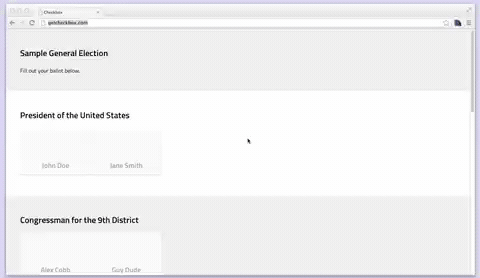 Checkbox
getcheckbox.com
Sample General Election
Fill out your ballot below.
President of the United States
John Doe Jane Smith
Congressman for the 9th District
Alex Cobb Guy Dude